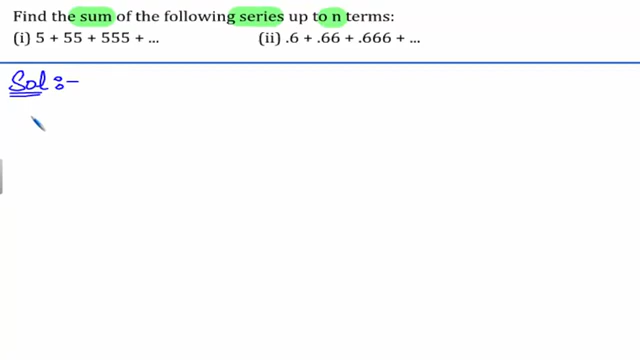 Find the sum of the following series up to n terms:
(i) 5 + 55 + 555 + ... (ii) .6 + .66 + .666 + ...
Sol :-